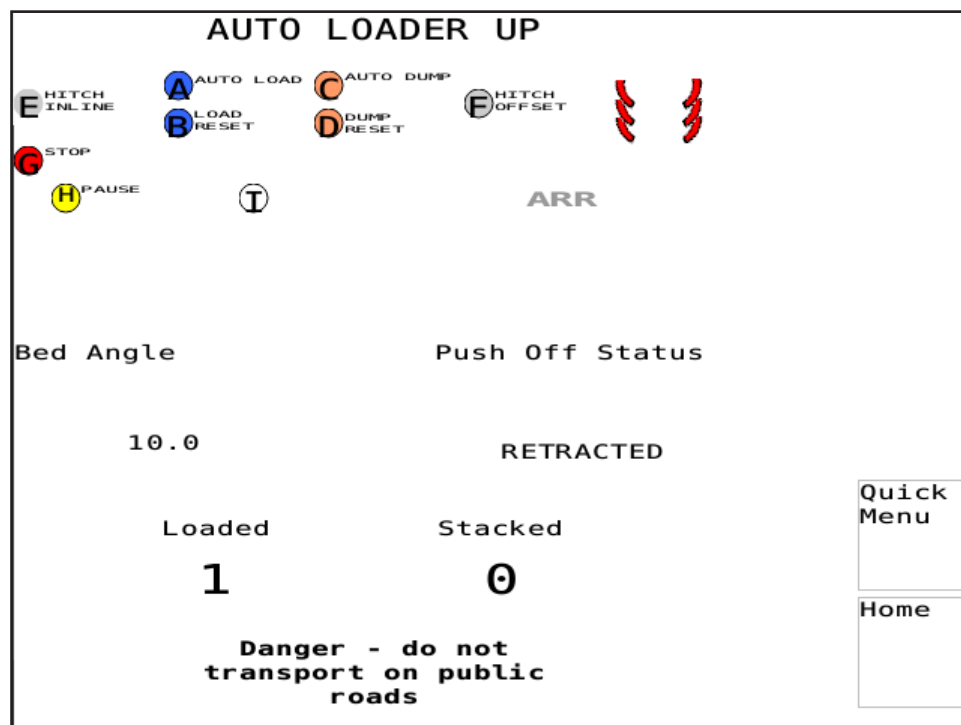 AUTO LOADER UP
E HITCH INLINE
A AUTO LOAD
C AUTO DUMP
F HITCH OFFSET
B LOAD RESET
D DUMP RESET
G STOP
H PAUSE
I
ARR
Bed Angle
Push Off Status
10.0
RETRACTED
Quick
Menu
Loaded
Stacked
1
0
Home
Danger - do not
transport on public
roads